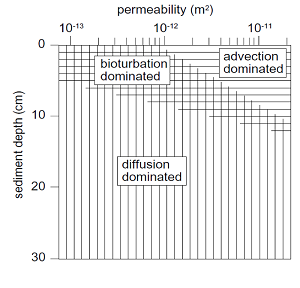 permeability (m²)
10⁻¹³ 10⁻¹² 10⁻¹¹
0
bioturbation
dominated
advection
dominated
10
sediment depth (cm)
diffusion
dominated
20
30